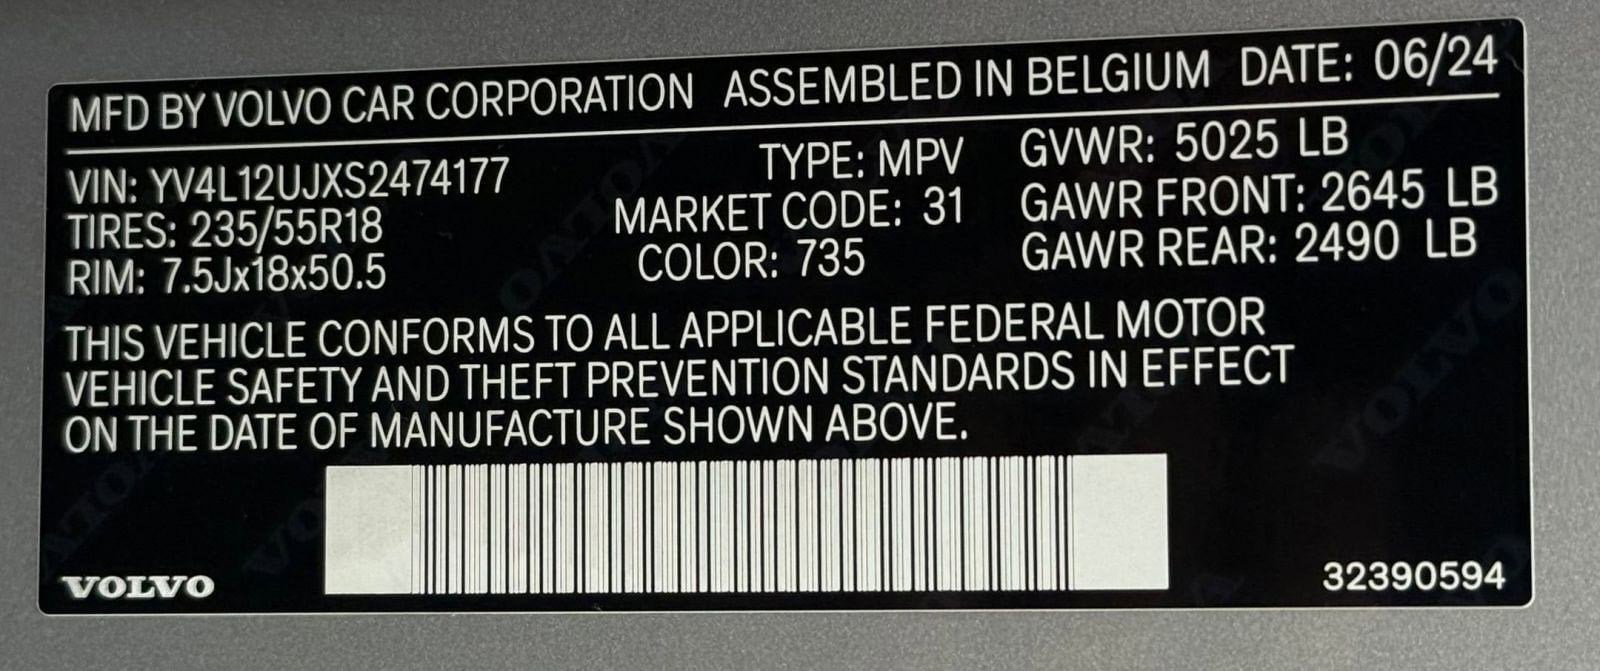 MFD BY VOLVO CAR CORPORATION ASSEMBLED IN BELGIUM DATE: 06/24
VIN: YV4L12UJXS2474177 TYPE: MPV GVWR: 5025 LB
TIRES: 235/55R18 MARKET CODE: 31 GAWR FRONT: 2645 LB
RIM: 7.5Jx18x50.5 COLOR: 735 GAWR REAR: 2490 LB
THIS VEHICLE CONFORMS TO ALL APPLICABLE FEDERAL MOTOR
VEHICLE SAFETY AND THEFT PREVENTION STANDARDS IN EFFECT
ON THE DATE OF MANUFACTURE SHOWN ABOVE.
VOLVO 32390594